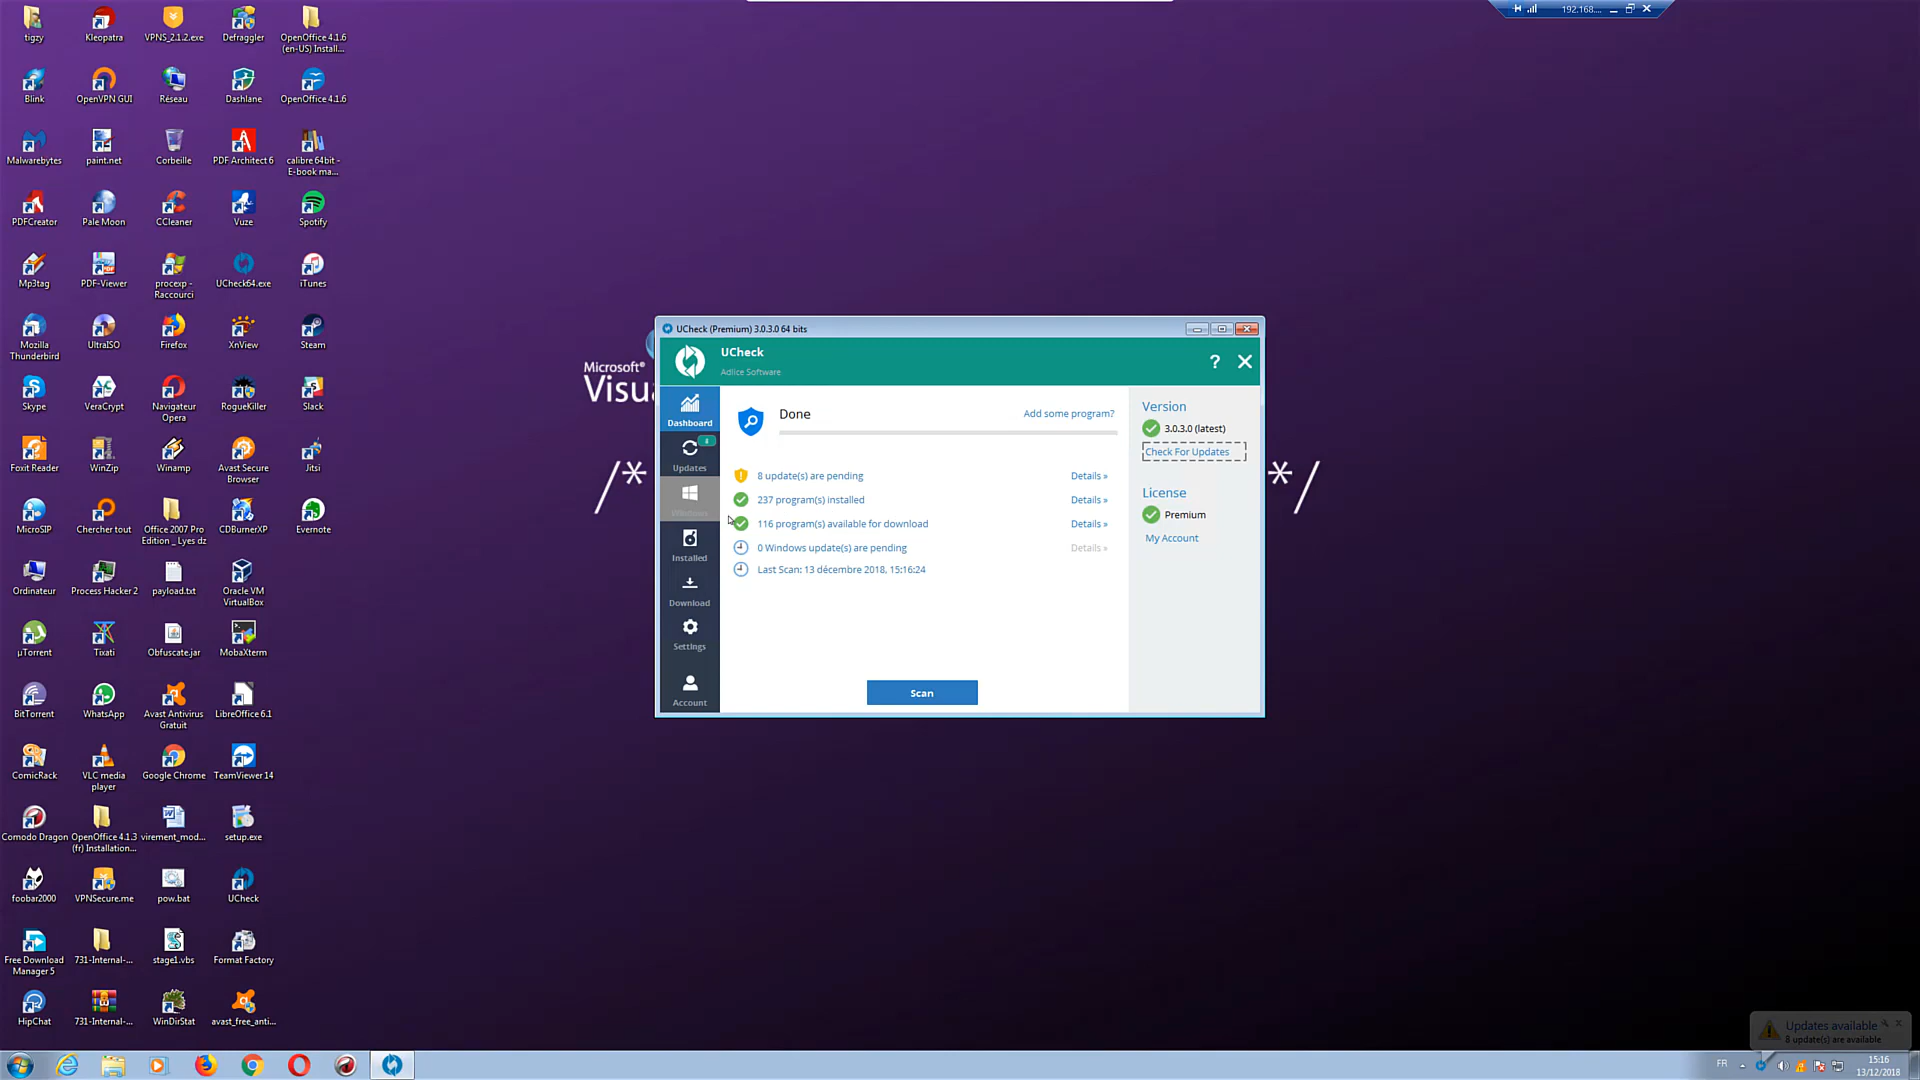 tigzy
Kleopatra
VPNS_2.1.2.exe
Defraggler
OpenOffice 4.1.6
(en-US) Install...
Blink
OpenVPN GUI
Réseau
Dashlane
OpenOffice 4.1.6
Malwarebytes
paint.net
Corbeille
PDF Architect 6
calibre 64bit -
E-book ma...
PDFCreator
Pale Moon
CCleaner
Vuze
Spotify
Mp3tag
PDF-Viewer
procexp -
Raccourci
UCheck64.exe
iTunes
Mozilla
Thunderbird
UltraISO
Firefox
XnView
Steam
Skype
VeraCrypt
Navigateur
Opera
RogueKiller
Slack
Foxit Reader
WinZip
Winamp
Avast Secure
Browser
Jitsi
MicroSIP
Chercher tout
Office 2007 Pro
Edition _ Lyes dz
CDBurnerXP
Evernote
Ordinateur
Process Hacker 2
payload.txt
Oracle VM
VirtualBox
µTorrent
Tixati
Obfuscate.jar
MobaXterm
BitTorrent
WhatsApp
Avast Antivirus
Gratuit
LibreOffice 6.1
ComicRack
VLC media
player
Google Chrome
TeamViewer 14
Comodo Dragon
OpenOffice 4.1.3
(fr) Installation...
virement_mod...
setup.exe
foobar2000
VPNSecure.me
pow.bat
UCheck
Free Download
Manager 5
731-Internal-...
stage1.vbs
Format Factory
HipChat
731-Internal-...
WinDirStat
avast_free_anti...
192.168....
Microsoft®
Visu
/*
*/
UCheck (Premium) 3.0.3.0 64 bits
UCheck
Adlice Software
?
Dashboard
8
Updates
Windows
Installed
Download
Settings
Account
Done
Add some program?
8 update(s) are pending
Details »
237 program(s) installed
Details »
116 program(s) available for download
Details »
0 Windows update(s) are pending
Details »
Last Scan: 13 décembre 2018, 15:16:24
Scan
Version
3.0.3.0 (latest)
Check For Updates
License
Premium
My Account
Updates available
8 update(s) are available
FR
15:16
13/12/2018